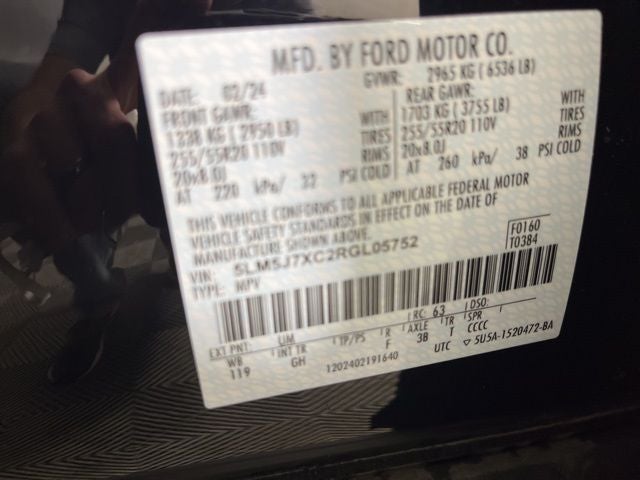 MFD. BY FORD MOTOR CO.
DATE: 02/24 GVWR: 2965 KG ( 6536 LB)
FRONT GAWR: REAR GAWR:
1338 KG ( 2950 LB) WITH 1703 KG ( 3755 LB) WITH
255/55R20 110V TIRES 255/55R20 110V TIRES
20x8.0J RIMS 20x8.0J RIMS
AT 220 kPa/ 32 PSI COLD AT 260 kPa/ 38 PSI COLD
THIS VEHICLE CONFORMS TO ALL APPLICABLE FEDERAL MOTOR
VEHICLE SAFETY STANDARDS IN EFFECT ON THE DATE OF
MANUFACTURE SHOWN ABOVE.
VIN: 5LM5J7XC2RGL05752 F0160
TYPE: MPV T0384
EXT PNT: UM RC: 63 DSO:
WB INT TR TP/PS R AXLE TR SPR
119 GH F 3B T CCCC
1202402191640 UTC ▽ 5U5A-1520472-BA